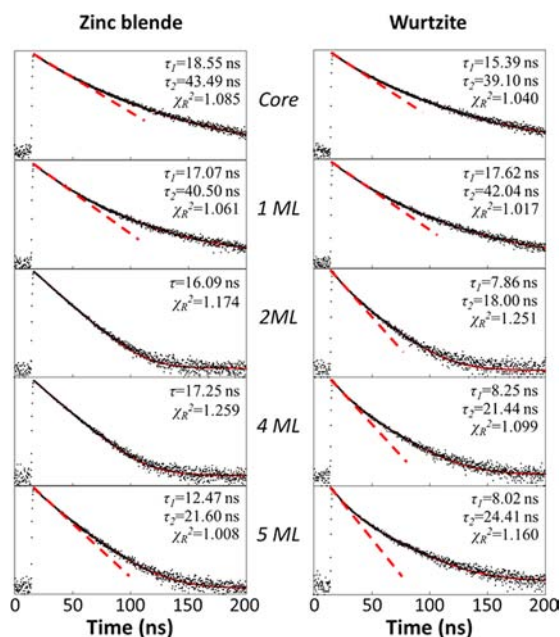 Zinc blende
Wurtzite
τ1=18.55 ns
τ2=43.49 ns
χR2=1.085
Core
τ1=15.39 ns
τ2=39.10 ns
χR2=1.040
τ1=17.07 ns
τ2=40.50 ns
χR2=1.061
1 ML
τ1=17.62 ns
τ2=42.04 ns
χR2=1.017
τ=16.09 ns
χR2=1.174
2ML
τ1=7.86 ns
τ2=18.00 ns
χR2=1.251
τ=17.25 ns
χR2=1.259
4 ML
τ1=8.25 ns
τ2=21.44 ns
χR2=1.099
τ1=12.47 ns
τ2=21.60 ns
χR2=1.008
5 ML
τ1=8.02 ns
τ2=24.41 ns
χR2=1.160
0 50 100 150 200
0 50 100 150 200
Time (ns)
Time (ns)